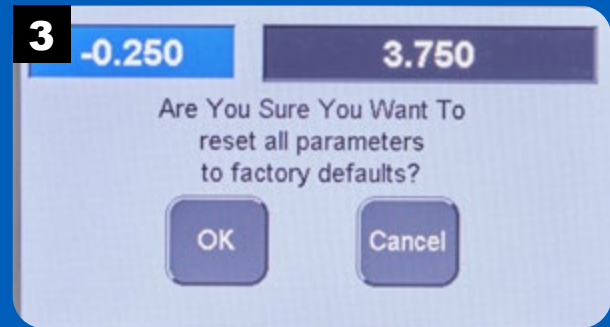 3
-0.250 3.750
Are You Sure You Want To
reset all parameters
to factory defaults?
OK Cancel